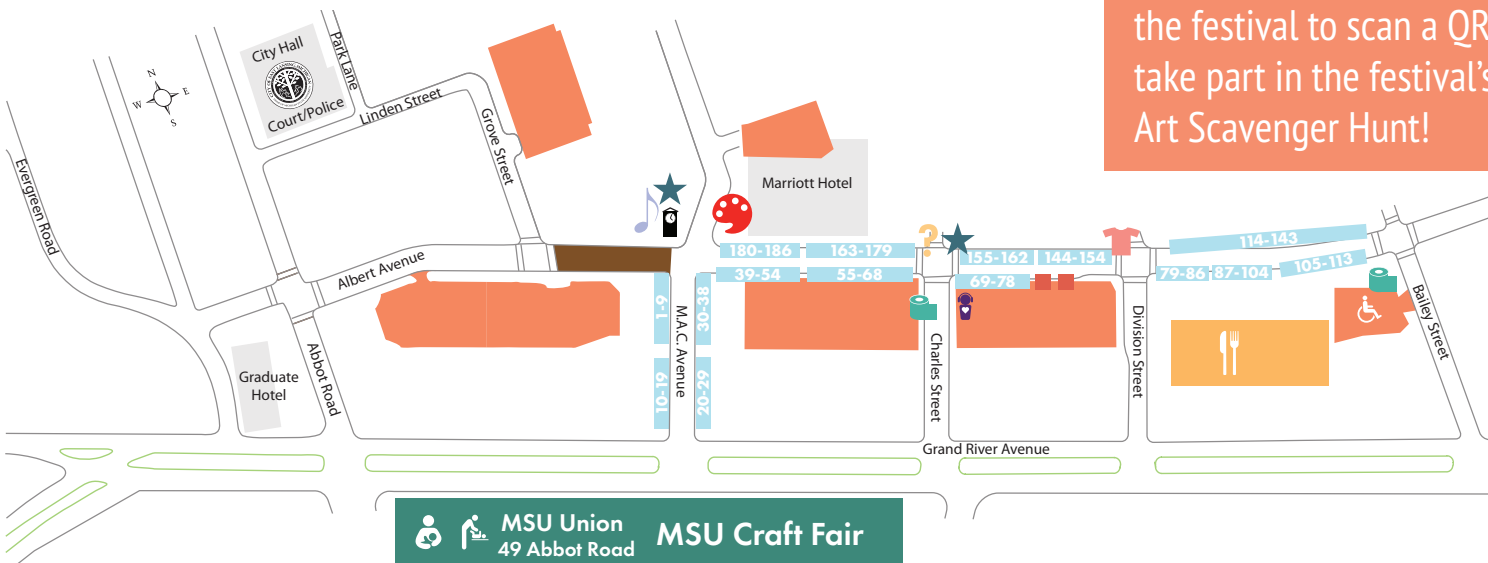 the festival to scan a QR
take part in the festival's
Art Scavenger Hunt!
N
W
E
S
City Hall
Court/Police
Park Lane
Linden Street
Grove Street
Evergreen Road
Albert Avenue
Marriott Hotel
?
180-186
163-179
155-162
144-154
114-143
39-54
55-68
69-78
79-86
87-104
105-113
1-9
30-38
10-19
20-29
M.A.C. Avenue
Charles Street
Division Street
Bailey Street
Graduate
Hotel
Abbot Road
Grand River Avenue
MSU Union
49 Abbot Road
MSU Craft Fair